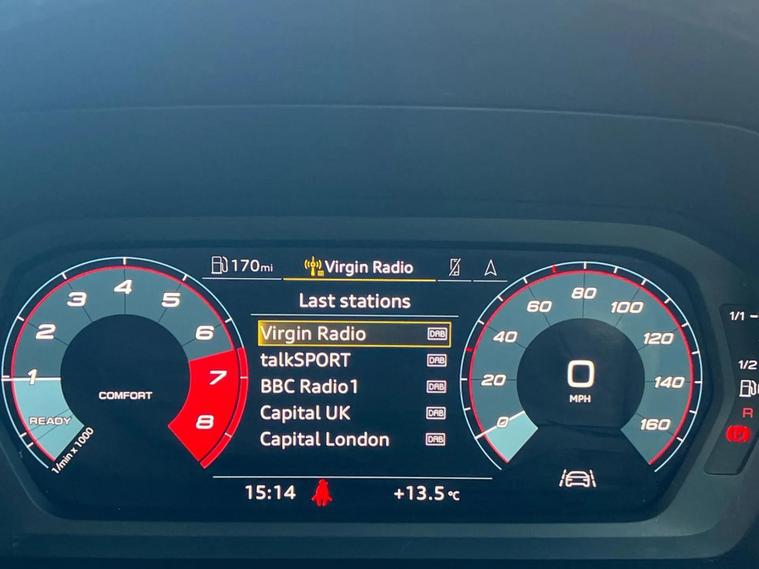 170mi
Virgin Radio
Last stations
Virgin Radio DAB
talkSPORT DAB
BBC Radio1 DAB
Capital UK DAB
Capital London DAB
15:14
+13.5 °C
READY
1
2
3
4
5
6
7
8
COMFORT
1/min x 1000
0
20
40
60
80
100
120
140
160
0
MPH
1/1
1/2
R